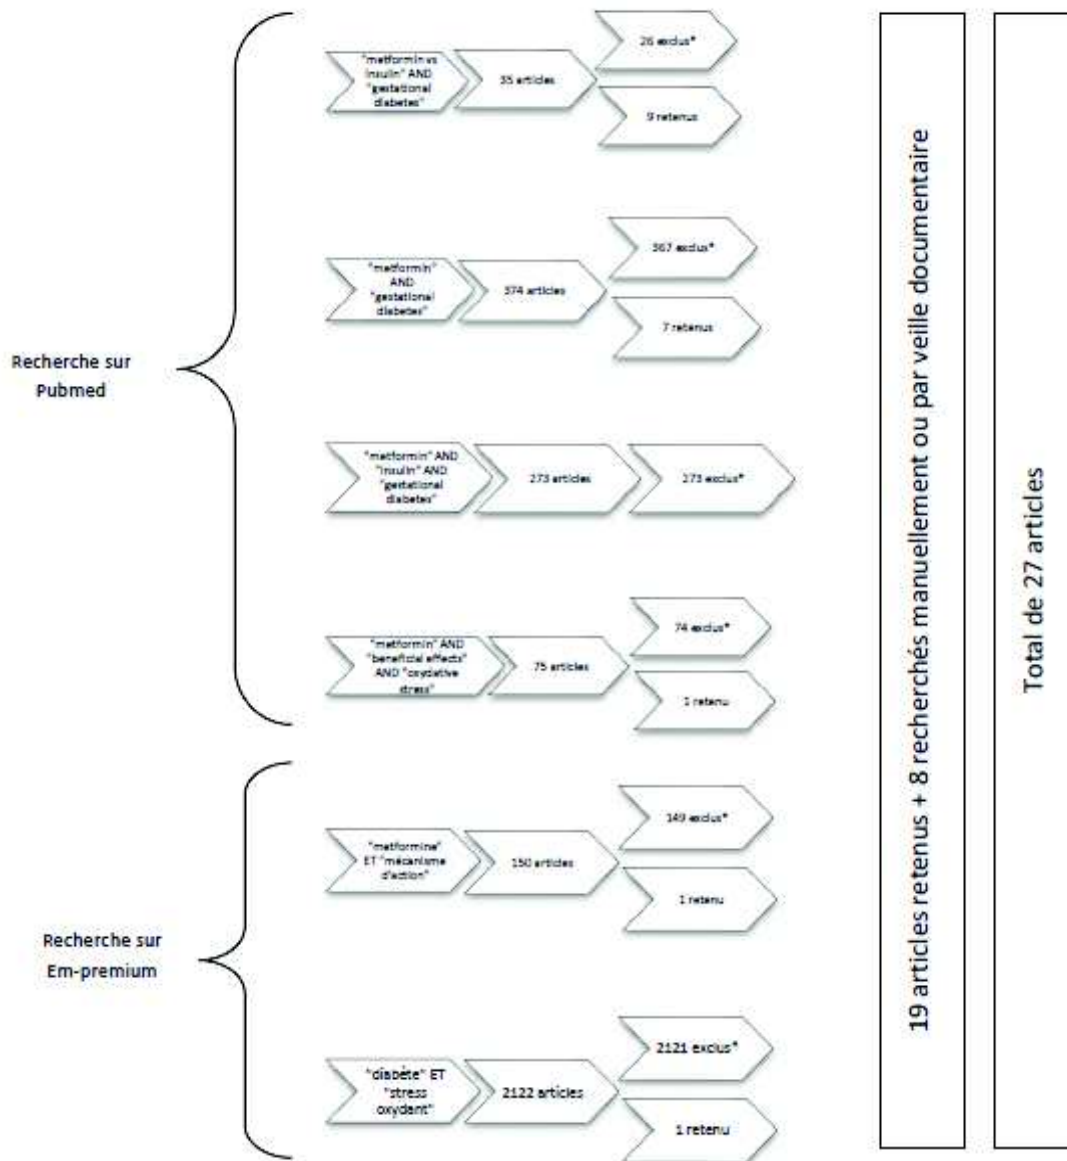 Recherche sur
Pubmed
"metformin vs
insulin" AND
"gestational
diabetes"
35 articles
26 exclus*
9 retenus
"metformin"
AND
"gestational
diabetes"
374 articles
367 exclus*
7 retenus
"metformin" AND
"insulin" AND
"gestational
diabetes"
273 articles
273 exclus*
"metformin" AND
"beneficial effects"
AND "oxydative
stress"
75 articles
74 exclus*
1 retenu
Recherche sur
Em-premium
"metformine"
ET "mécanisme
d'action"
150 articles
149 exclus*
1 retenu
"diabète" ET
"stress
oxydant"
2122 articles
2121 exclus*
1 retenu
19 articles retenus + 8 recherchés manuellement ou par veille documentaire
Total de 27 articles